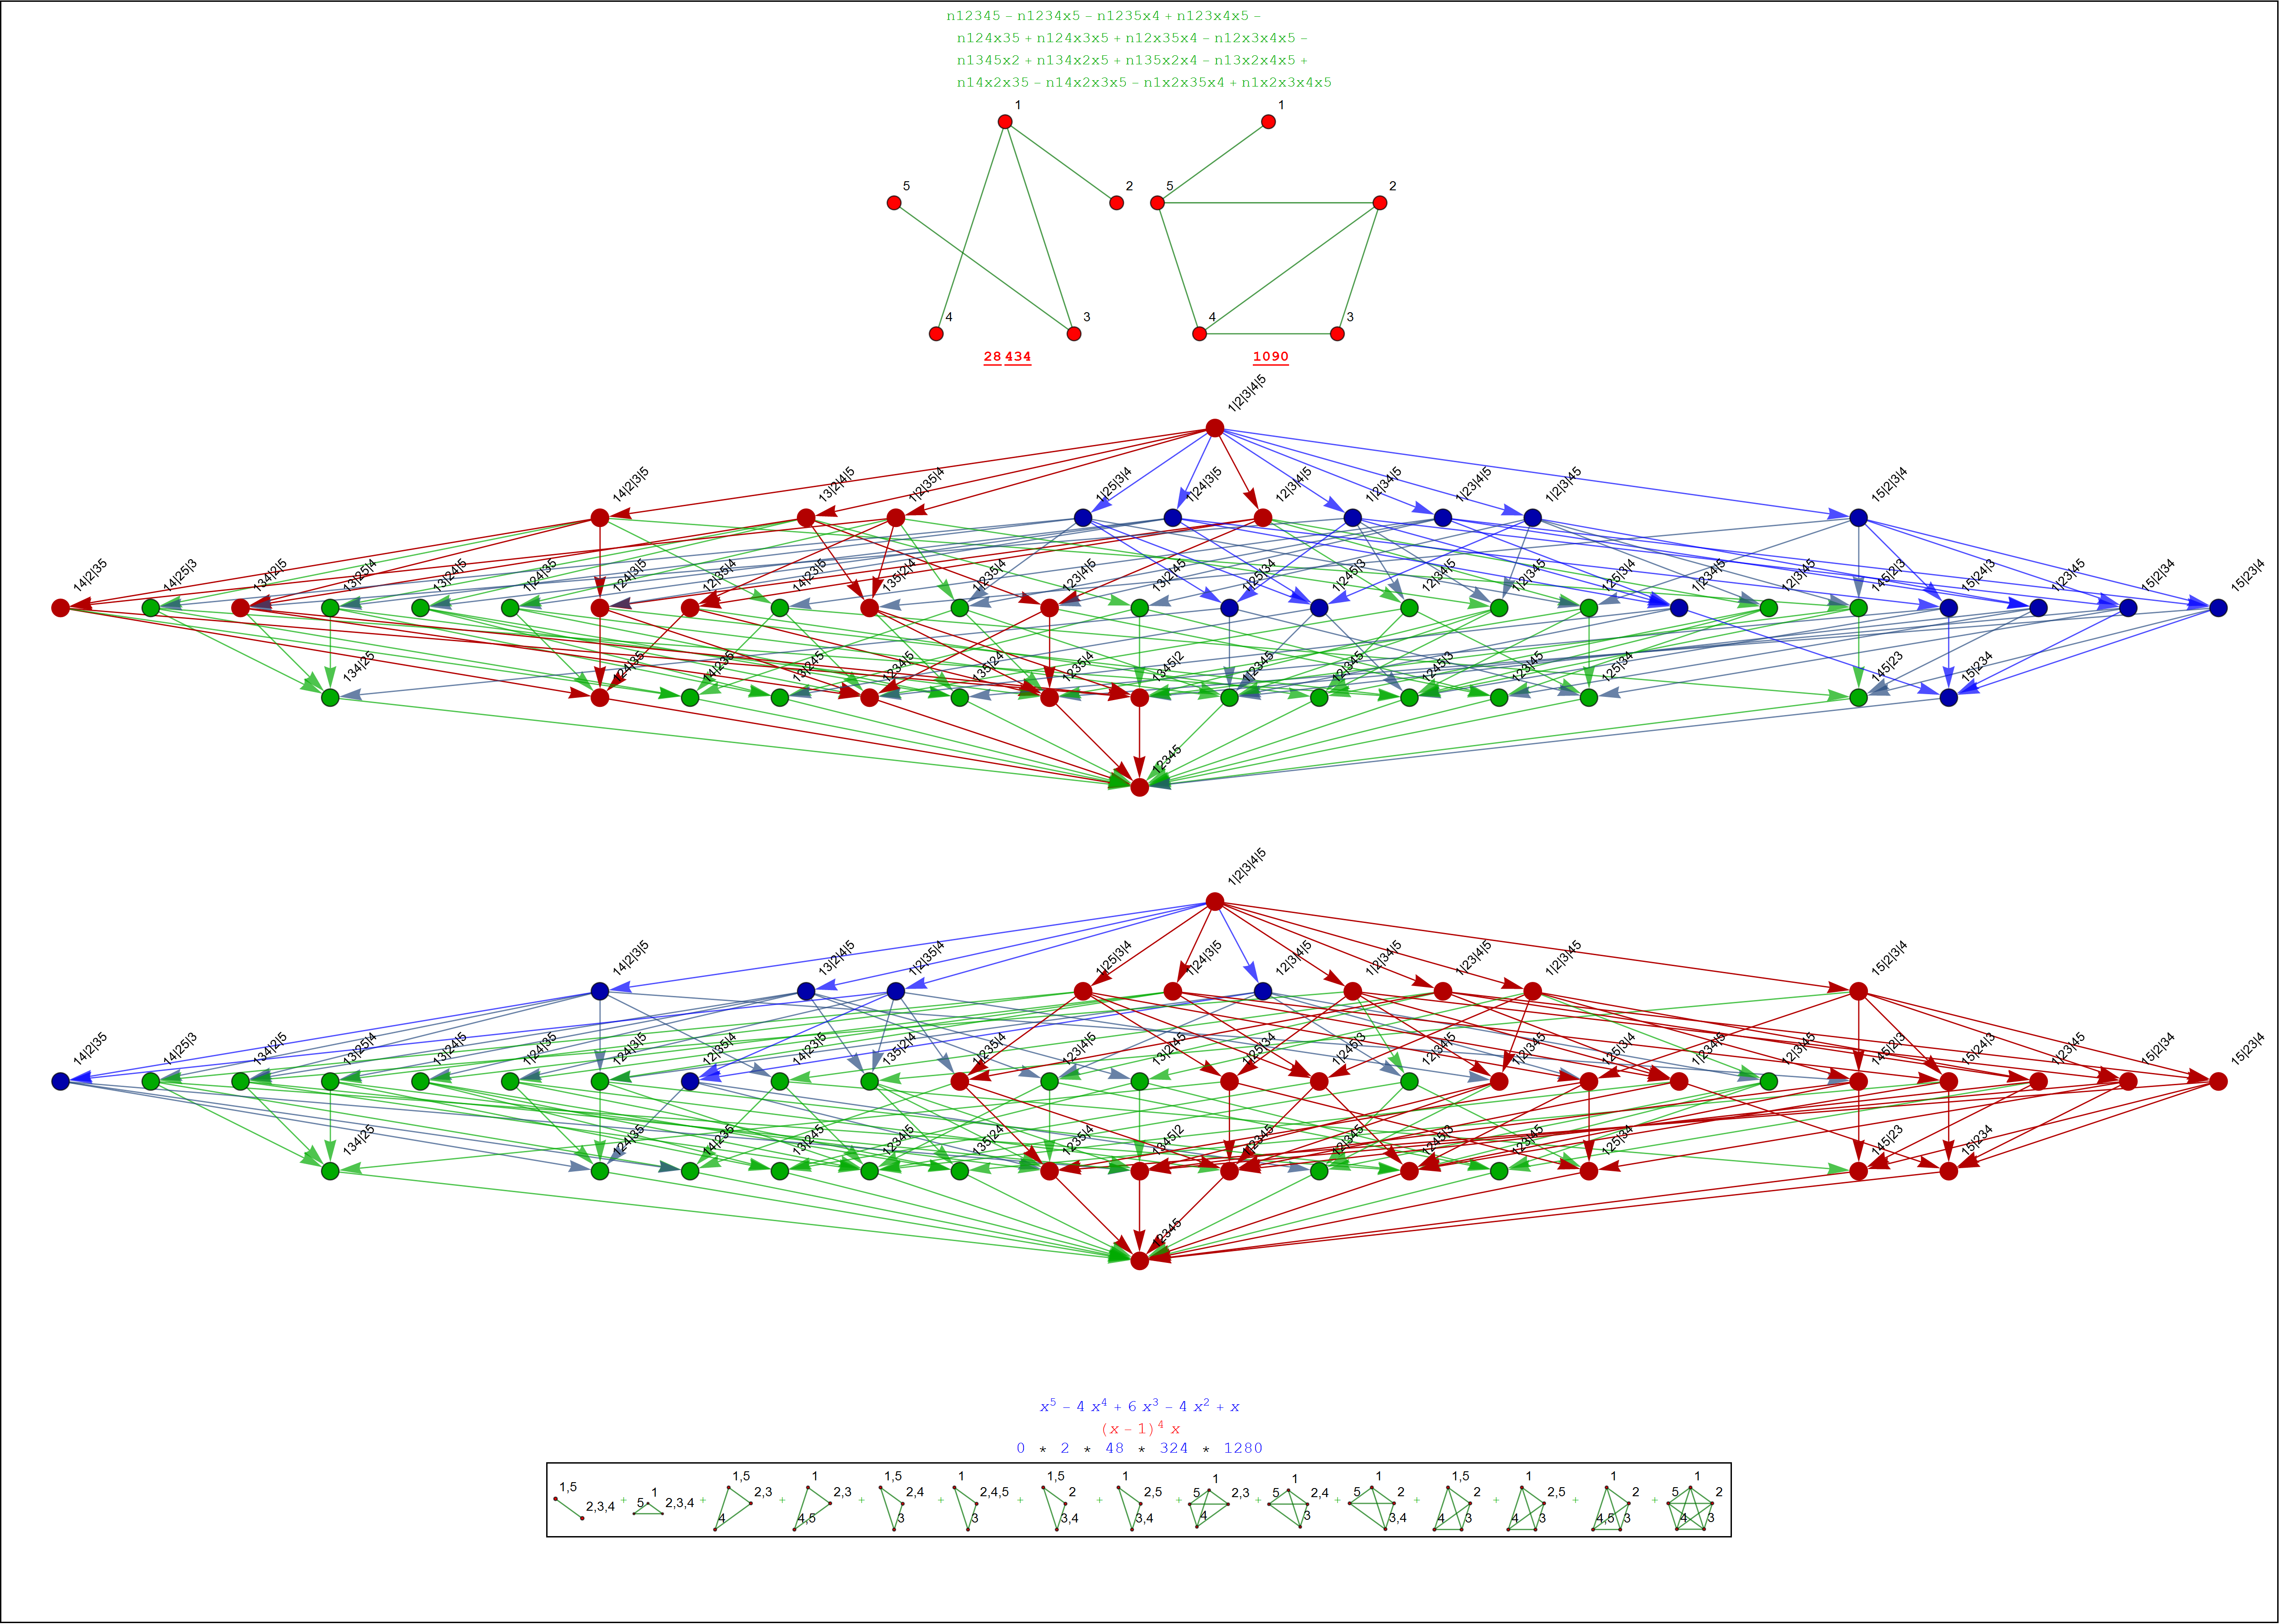 n12345 − n1234x5 − n1235x4 + n123x4x5 −
n124x35 + n124x3x5 + n12x35x4 − n12x3x4x5 −
n1345x2 + n134x2x5 + n135x2x4 − n13x2x4x5 +
n14x2x35 − n14x2x3x5 − n1x2x35x4 + n1x2x3x4x5
1 1
5 2 5 2
4 3 4 3
28 434 1090
1|2|3|4|5
14|2|3|5 13|2|4|5 1|2|35|4 1|25|3|4 1|24|3|5 12|3|4|5 1|2|34|5 1|23|4|5 1|2|3|45 15|2|3|4
14|2|35 14|25|3 134|2|5 13|25|4 13|24|5 1|24|35 124|3|5 12|35|4 14|23|5 135|2|4 1|235|4 123|4|5 13|2|45 1|25|34 1|245|3 12|34|5 1|2|345 125|3|4 1|234|5 12|3|45 145|2|3 15|24|3 1|23|45 15|2|34 15|23|4
134|25 124|35 14|235 13|245 1234|5 135|24 1235|4 1345|2 1|2345 12|345 1245|3 123|45 125|34 145|23 15|234
12345
1|2|3|4|5
14|2|3|5 13|2|4|5 1|2|35|4 1|25|3|4 1|24|3|5 12|3|4|5 1|2|34|5 1|23|4|5 1|2|3|45 15|2|3|4
14|2|35 14|25|3 134|2|5 13|25|4 13|24|5 1|24|35 124|3|5 12|35|4 14|23|5 135|2|4 1|235|4 123|4|5 13|2|45 1|25|34 1|245|3 12|34|5 1|2|345 125|3|4 1|234|5 12|3|45 145|2|3 15|24|3 1|23|45 15|2|34 15|23|4
134|25 124|35 14|235 13|245 1234|5 135|24 1235|4 1345|2 1|2345 12|345 1245|3 123|45 125|34 145|23 15|234
12345
x⁵ − 4 x⁴ + 6 x³ − 4 x² + x
(x − 1)⁴ x
0 * 2 * 48 * 324 * 1280
1,5 2,3,4 + 1 5 2,3,4 + 1,5 2,3 4 + 1 2,3 4,5 + 1,5 2,4 3 + 1 2,4,5 3 + 1,5 2 3,4 + 1 2,5 3,4 + 1 5 2,3 4 + 1 5 2,4 3 + 1 5 2 3,4 + 1,5 2 4 3 + 1 2,5 4 3 + 1 2 4,5 3 + 1 5 2 4 3